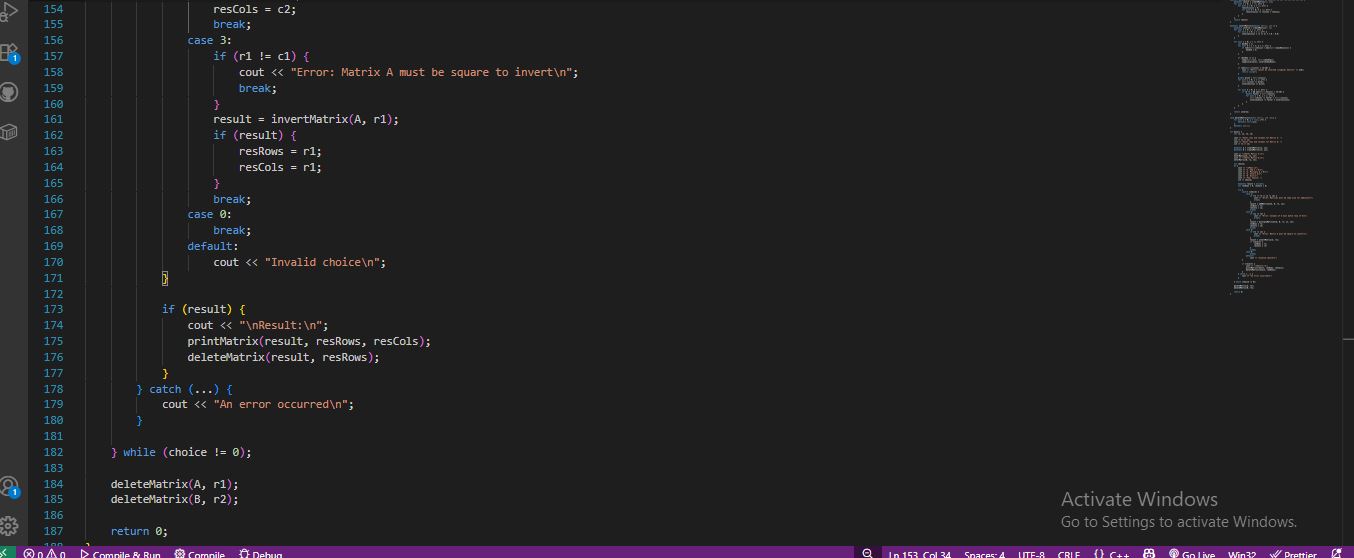 154                     resCols = c2;
155                     break;
156                 case 3:
157                     if (r1 != c1) {
158                         cout << "Error: Matrix A must be square to invert\n";
159                         break;
160                     }
161                     result = invertMatrix(A, r1);
162                     if (result) {
163                         resRows = r1;
164                         resCols = r1;
165                     }
166                     break;
167                 case 0:
168                     break;
169                 default:
170                     cout << "Invalid choice\n";
171             }
172
173             if (result) {
174                 cout << "\nResult:\n";
175                 printMatrix(result, resRows, resCols);
176                 deleteMatrix(result, resRows);
177             }
178         } catch (...) {
179             cout << "An error occurred\n";
180         }
181
182     } while (choice != 0);
183
184     deleteMatrix(A, r1);
185     deleteMatrix(B, r2);
186
187     return 0;
188 }
1
1
Activate Windows
Go to Settings to activate Windows.
0 0 Compile & Run Compile Debug Ln 153, Col 34 Spaces: 4 UTF-8 CRLF {} C++ Go Live Win32 Prettier